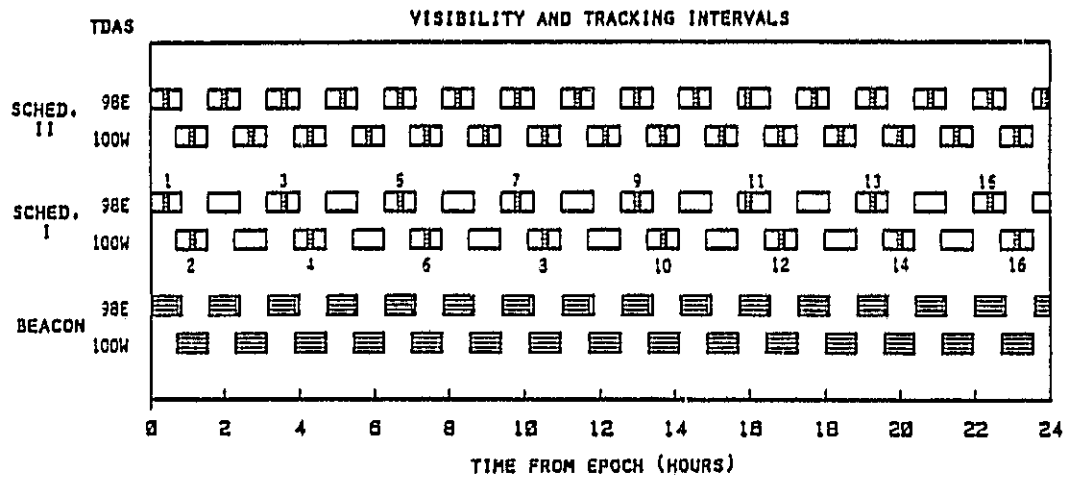 VISIBILITY AND TRACKING INTERVALS
TDAS
SCHED. II
98E
100W
1 3 5 7 9 11 13 15
SCHED. I
98E
100W
2 4 6 3 10 12 14 16
BEACON
98E
100W
0 2 4 6 8 10 12 14 16 18 20 22 24
TIME FROM EPOCH (HOURS)